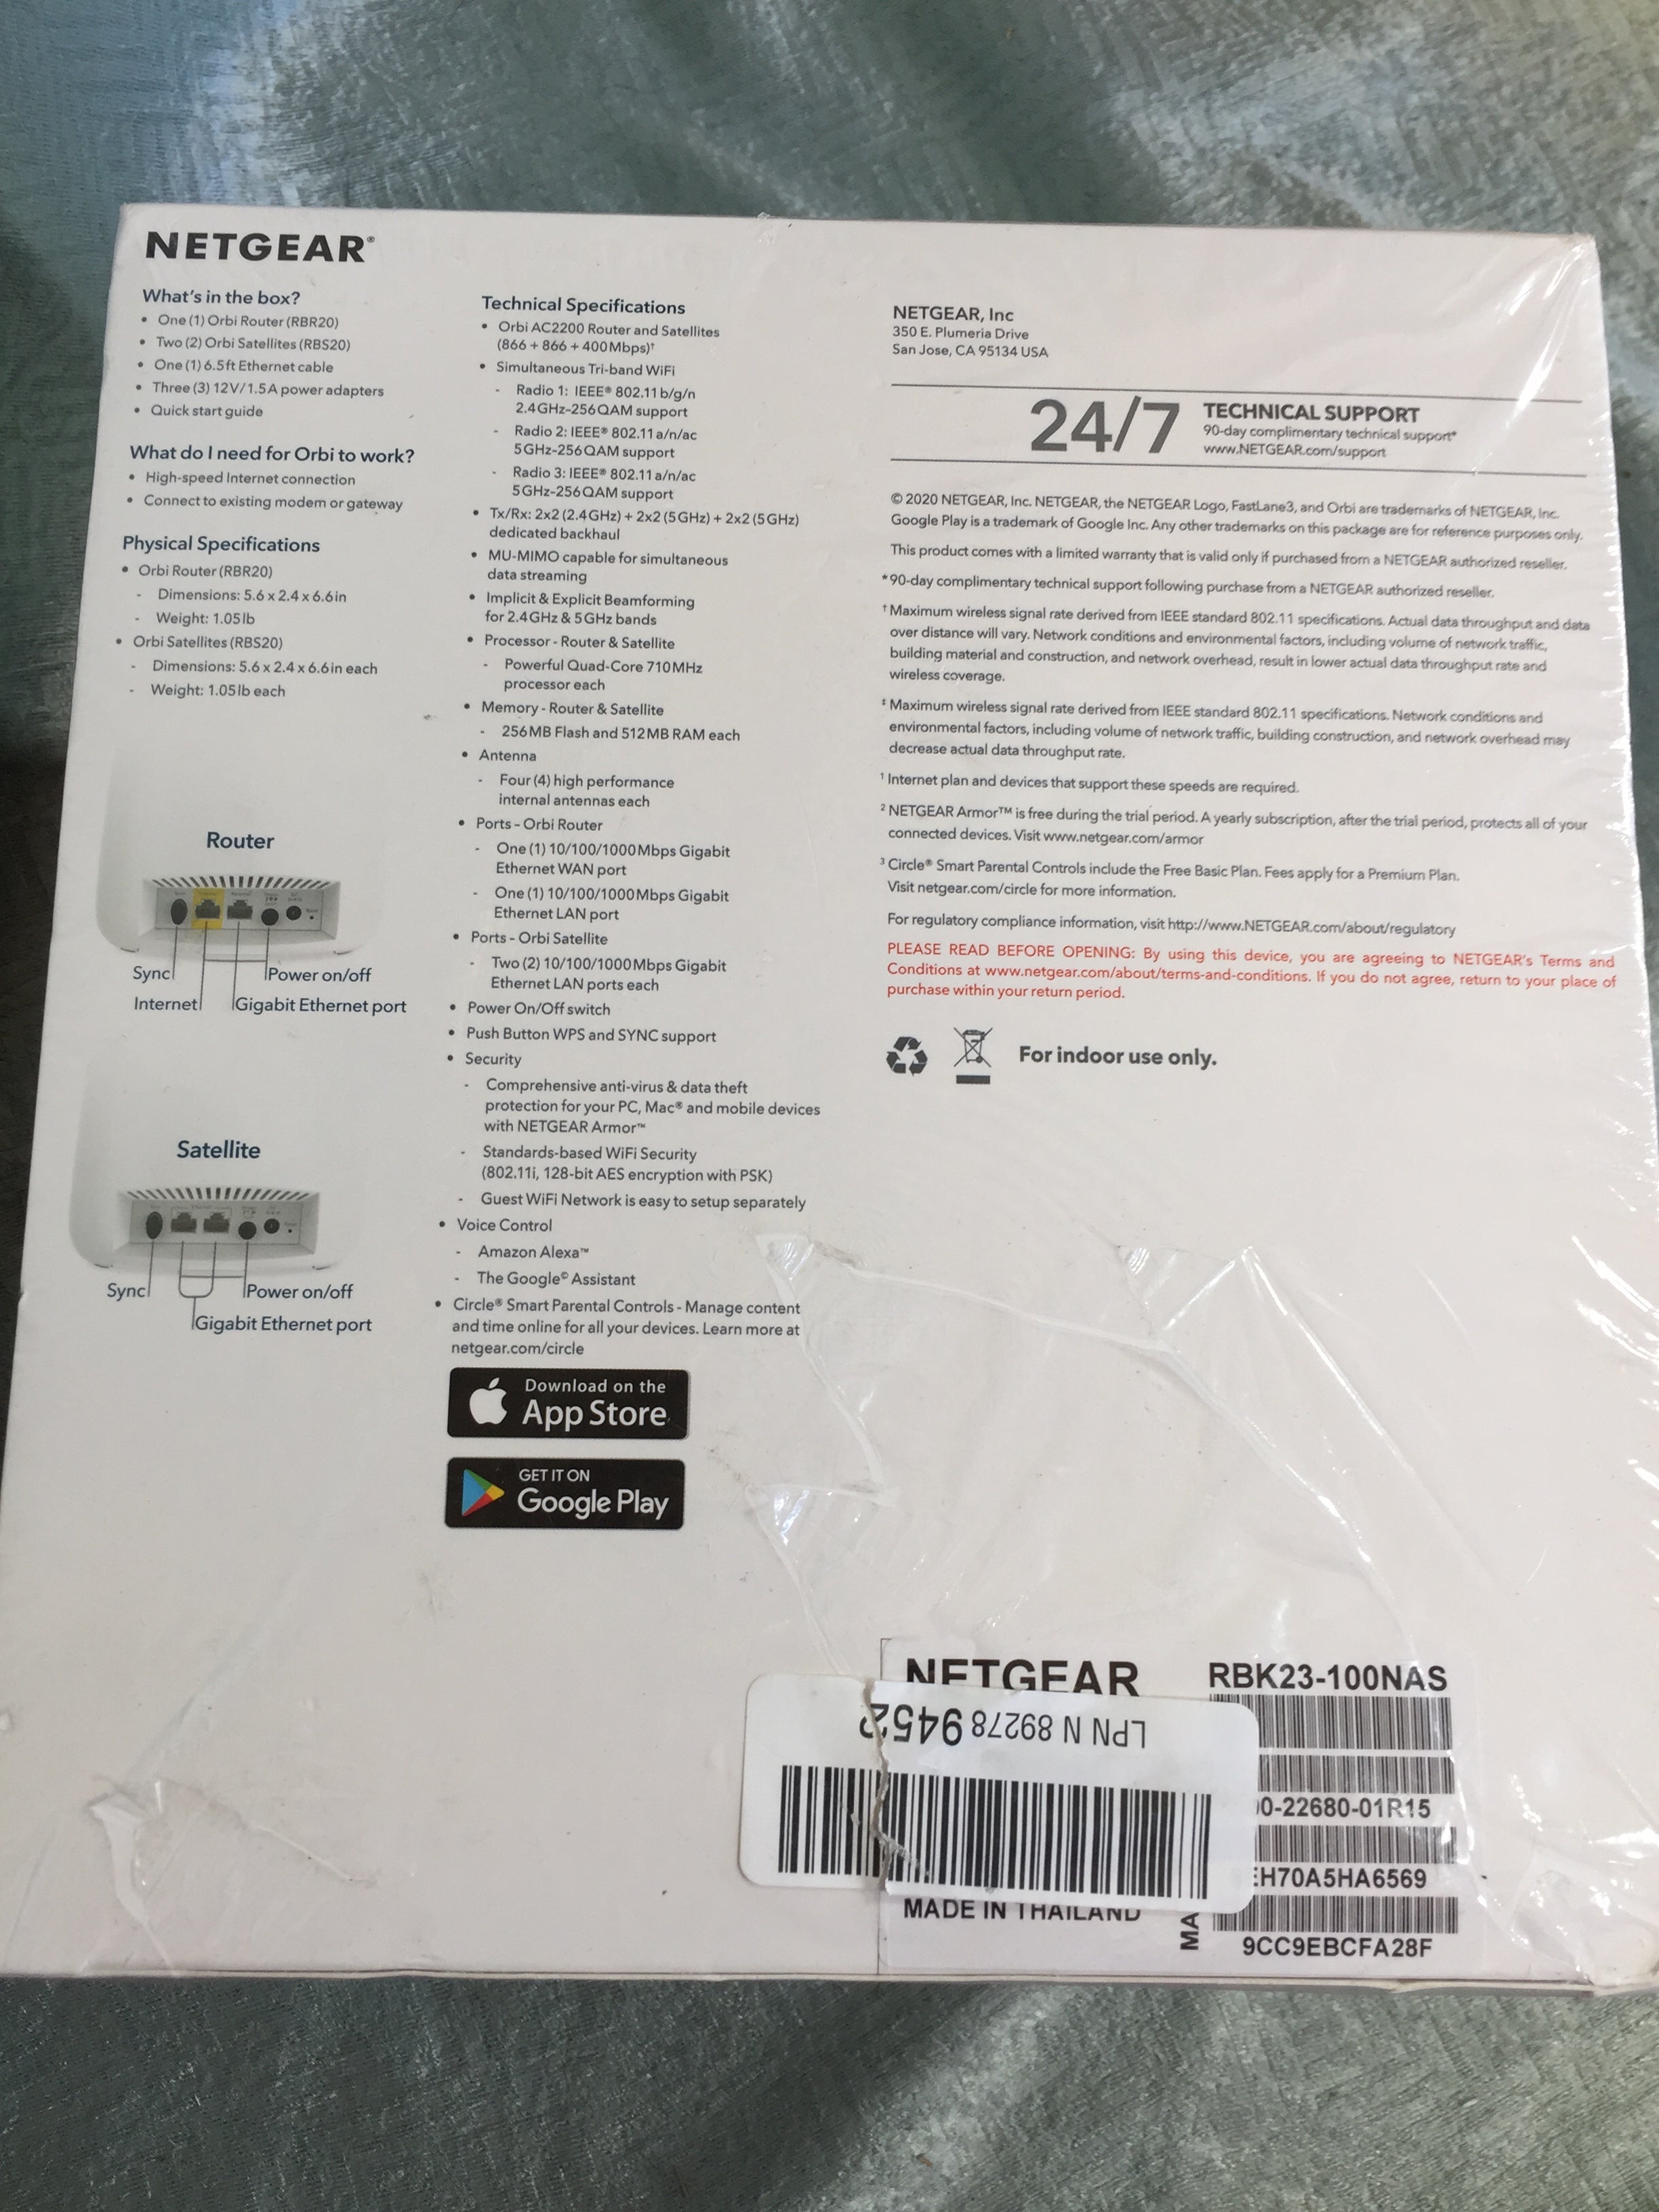 NETGEAR®
What's in the box?
• One (1) Orbi Router (RBR20)
• Two (2) Orbi Satellites (RBS20)
• One (1) 6.5ft Ethernet cable
• Three (3) 12V/1.5A power adapters
• Quick start guide
What do I need for Orbi to work?
• High-speed Internet connection
• Connect to existing modem or gateway
Physical Specifications
• Orbi Router (RBR20)
- Dimensions: 5.6 x 2.4 x 6.6in
- Weight: 1.05lb
• Orbi Satellites (RBS20)
- Dimensions: 5.6 x 2.4 x 6.6in each
- Weight: 1.05lb each
Router
Sync
Power on/off
Internet
Gigabit Ethernet port
Satellite
Sync
Power on/off
Gigabit Ethernet port
Technical Specifications
• Orbi AC2200 Router and Satellites
(866 + 866 + 400Mbps)†
• Simultaneous Tri-band WiFi
- Radio 1: IEEE® 802.11 b/g/n
2.4GHz–256QAM support
- Radio 2: IEEE® 802.11 a/n/ac
5GHz–256QAM support
- Radio 3: IEEE® 802.11 a/n/ac
5GHz–256QAM support
• Tx/Rx: 2x2 (2.4GHz) + 2x2 (5GHz) + 2x2 (5GHz)
dedicated backhaul
• MU-MIMO capable for simultaneous
data streaming
• Implicit & Explicit Beamforming
for 2.4GHz & 5GHz bands
• Processor - Router & Satellite
- Powerful Quad-Core 710MHz
processor each
• Memory - Router & Satellite
- 256MB Flash and 512MB RAM each
• Antenna
- Four (4) high performance
internal antennas each
• Ports – Orbi Router
- One (1) 10/100/1000Mbps Gigabit
Ethernet WAN port
- One (1) 10/100/1000Mbps Gigabit
Ethernet LAN port
• Ports – Orbi Satellite
- Two (2) 10/100/1000Mbps Gigabit
Ethernet LAN ports each
• Power On/Off switch
• Push Button WPS and SYNC support
• Security
- Comprehensive anti-virus & data theft
protection for your PC, Mac® and mobile devices
with NETGEAR Armor™
- Standards-based WiFi Security
(802.11i, 128-bit AES encryption with PSK)
- Guest WiFi Network is easy to setup separately
• Voice Control
- Amazon Alexa™
- The Google© Assistant
• Circle® Smart Parental Controls - Manage content
and time online for all your devices. Learn more at
netgear.com/circle
Download on the
App Store
GET IT ON
Google Play
NETGEAR, Inc
350 E. Plumeria Drive
San Jose, CA 95134 USA
24/7
TECHNICAL SUPPORT
90-day complimentary technical support*
www.NETGEAR.com/support
© 2020 NETGEAR, Inc. NETGEAR, the NETGEAR Logo, FastLane3, and Orbi are trademarks of NETGEAR, Inc.
Google Play is a trademark of Google Inc. Any other trademarks on this package are for reference purposes only.
This product comes with a limited warranty that is valid only if purchased from a NETGEAR authorized reseller.
*90-day complimentary technical support following purchase from a NETGEAR authorized reseller.
† Maximum wireless signal rate derived from IEEE standard 802.11 specifications. Actual data throughput and data
over distance will vary. Network conditions and environmental factors, including volume of network traffic,
building material and construction, and network overhead, result in lower actual data throughput rate and
wireless coverage.
‡ Maximum wireless signal rate derived from IEEE standard 802.11 specifications. Network conditions and
environmental factors, including volume of network traffic, building construction, and network overhead may
decrease actual data throughput rate.
¹ Internet plan and devices that support these speeds are required.
² NETGEAR Armor™ is free during the trial period. A yearly subscription, after the trial period, protects all of your
connected devices. Visit www.netgear.com/armor
³ Circle® Smart Parental Controls include the Free Basic Plan. Fees apply for a Premium Plan.
Visit netgear.com/circle for more information.
For regulatory compliance information, visit http://www.NETGEAR.com/about/regulatory
PLEASE READ BEFORE OPENING: By using this device, you are agreeing to NETGEAR's Terms and
Conditions at www.netgear.com/about/terms-and-conditions. If you do not agree, return to your place of
purchase within your return period.
For indoor use only.
NETGEAR
RBK23-100NAS
LPN N 89278 9452
0-22680-01R15
EH70A5HA6569
MADE IN THAILAND
MA
9CC9EBCFA28F